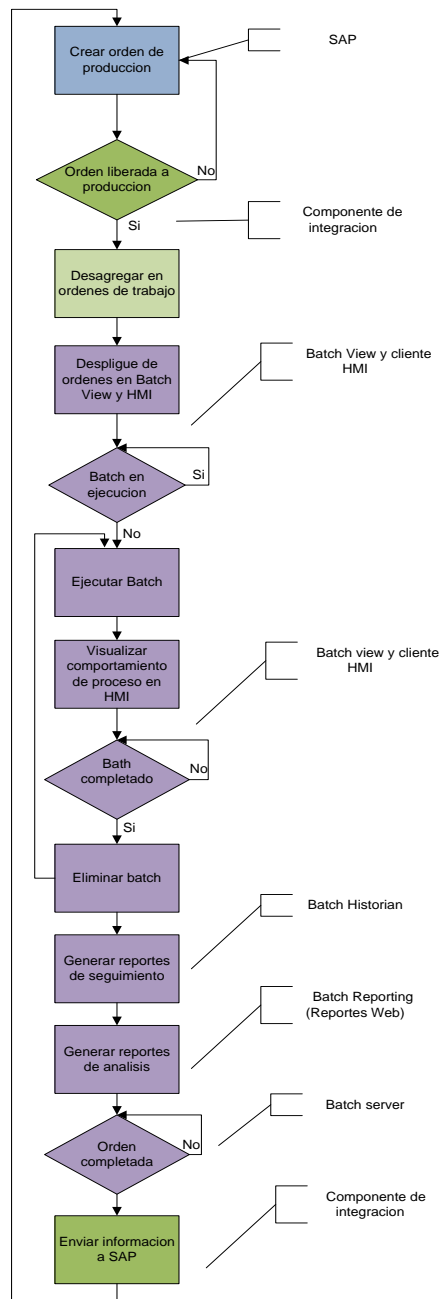 Crear orden de
produccion
SAP
No
Orden liberada a
produccion
Si
Componente de
integracion
Desagregar en
ordenes de trabajo
Despligue de
ordenes en Batch
View y HMI
Batch View y cliente
HMI
Batch en
ejecucion
Si
No
Ejecutar Batch
Visualizar
comportamiento
de proceso en
HMI
Batch view y cliente
HMI
Bath
completado
No
Si
Eliminar batch
Batch Historian
Generar reportes
de seguimiento
Batch Reporting
(Reportes Web)
Generar reportes
de analisis
Batch server
No
Orden
completada
Componente de
integracion
Enviar informacion
a SAP